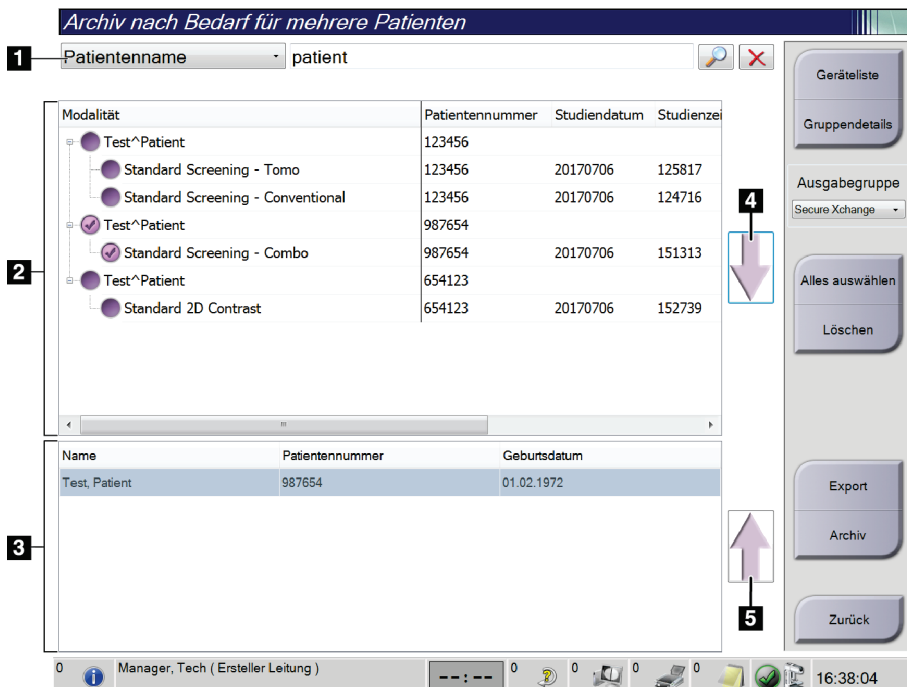 Archiv nach Bedarf für mehrere Patienten
1
Patientenname patient
Geräteliste
Gruppendetails
Ausgabegruppe
Secure Xchange
Alles auswählen
Löschen
Export
Archiv
Zurück
2
Modalität Patientennummer Studiendatum Studienzei
Test^Patient 123456
Standard Screening - Tomo 123456 20170706 125817
Standard Screening - Conventional 123456 20170706 124716
Test^Patient 987654
Standard Screening - Combo 987654 20170706 151313
Test^Patient 654123
Standard 2D Contrast 654123 20170706 152739
4
3
Name Patientennummer Geburtsdatum
Test, Patient 987654 01.02.1972
5
0 Manager, Tech ( Ersteller Leitung ) --:-- 0 0 0 0 16:38:04